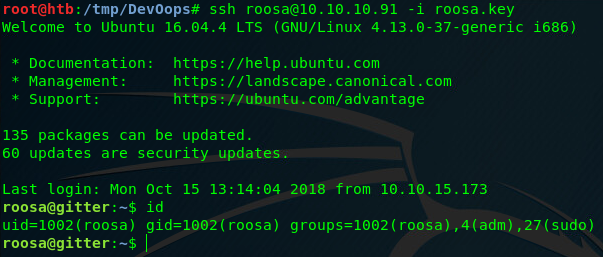 root@htb:/tmp/DevOops# ssh roosa@10.10.10.91 -i roosa.key
Welcome to Ubuntu 16.04.4 LTS (GNU/Linux 4.13.0-37-generic i686)
* Documentation: https://help.ubuntu.com
* Management: https://landscape.canonical.com
* Support: https://ubuntu.com/advantage
135 packages can be updated.
60 updates are security updates.
Last login: Mon Oct 15 13:14:04 2018 from 10.10.15.173
roosa@gitter:~$ id
uid=1002(roosa) gid=1002(roosa) groups=1002(roosa),4(adm),27(sudo)
roosa@gitter:~$